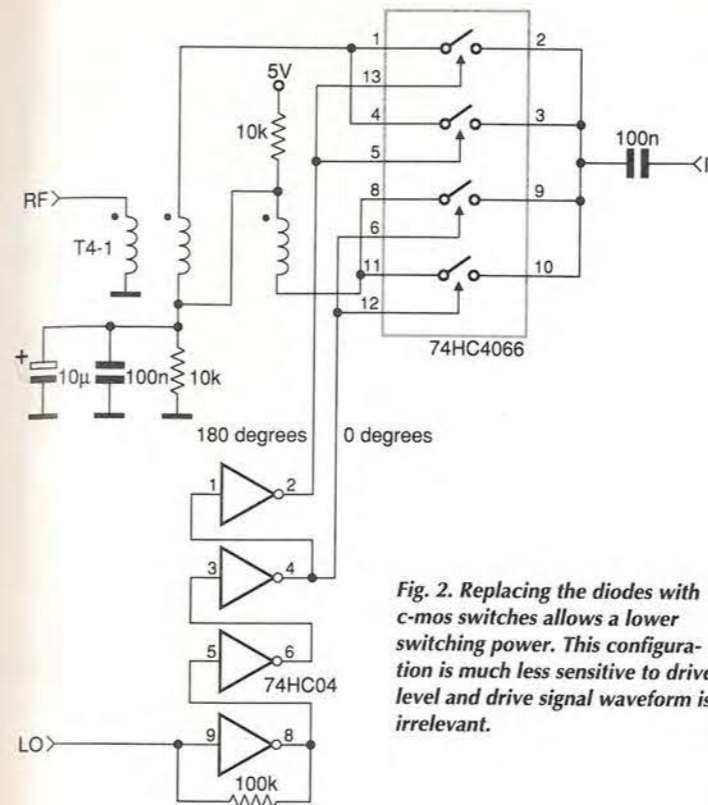 1
2
13
5V
4
3
10k
5
100n
8
9
RF
6
T4-1
11
10
12
74HC4066
+
10µ
100n
10k
180 degrees
0 degrees
1
2
3
4
5
6
74HC04
LO
9
8
100k
Fig. 2. Replacing the diodes with
c-mos switches allows a lower
switching power. This configura-
tion is much less sensitive to drive
level and drive signal waveform is
irrelevant.